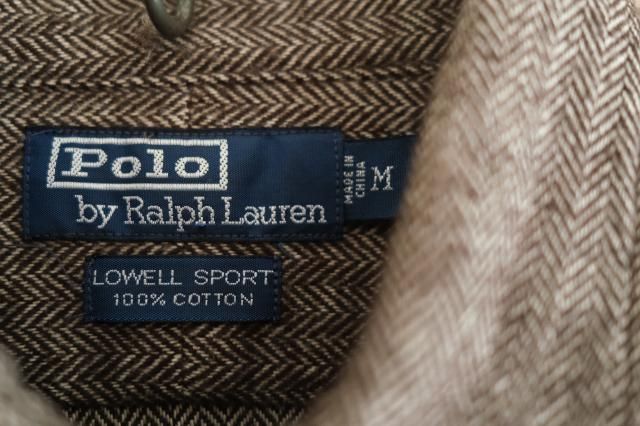 Polo
by Ralph Lauren
MADE IN
CHINA
M
LOWELL SPORT
100% COTTON